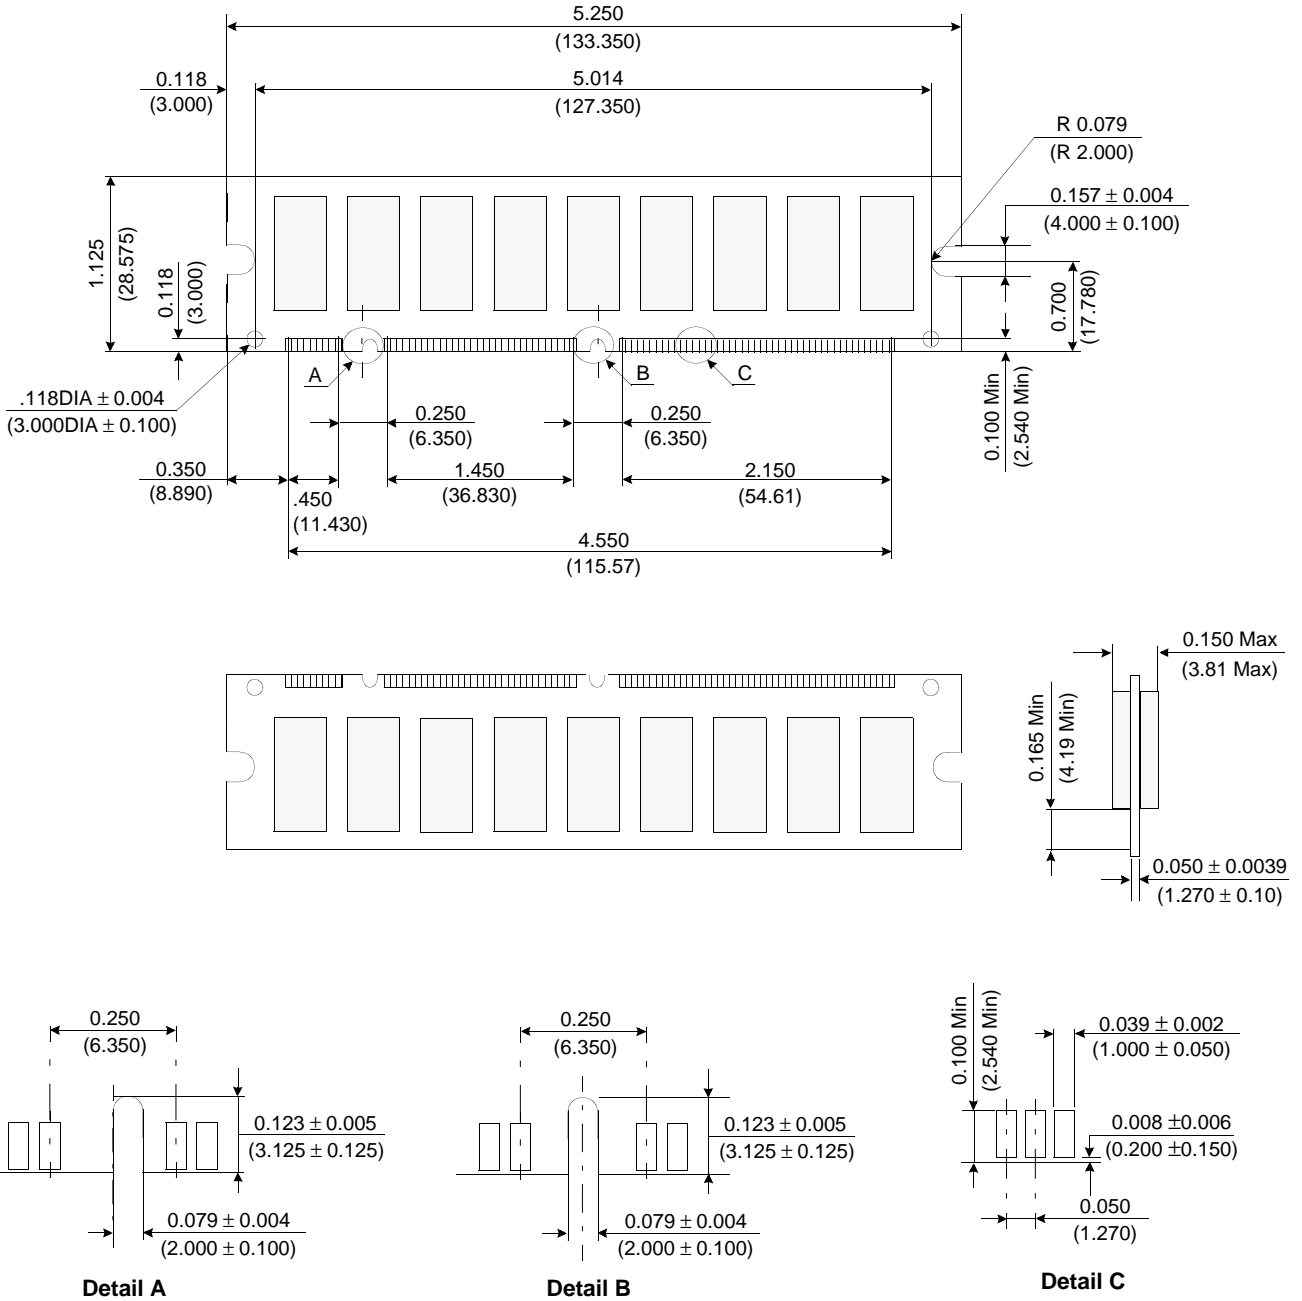 5.250
(133.350)
0.118
(3.000)
5.014
(127.350)
R 0.079
(R 2.000)
0.157 ± 0.004
(4.000 ± 0.100)
1.125
(28.575)
0.118
(3.000)
0.700
(17.780)
0.100 Min
(2.540 Min)
A
B
C
.118DIA ± 0.004
(3.000DIA ± 0.100)
0.250
(6.350)
0.250
(6.350)
0.350
(8.890)
.450
(11.430)
1.450
(36.830)
2.150
(54.61)
4.550
(115.57)
0.150 Max
(3.81 Max)
0.165 Min
(4.19 Min)
0.050 ± 0.0039
(1.270 ± 0.10)
0.250
(6.350)
0.123 ± 0.005
(3.125 ± 0.125)
0.079 ± 0.004
(2.000 ± 0.100)
Detail A
0.250
(6.350)
0.123 ± 0.005
(3.125 ± 0.125)
0.079 ± 0.004
(2.000 ± 0.100)
Detail B
0.100 Min
(2.540 Min)
0.039 ± 0.002
(1.000 ± 0.050)
0.008 ±0.006
(0.200 ±0.150)
0.050
(1.270)
Detail C